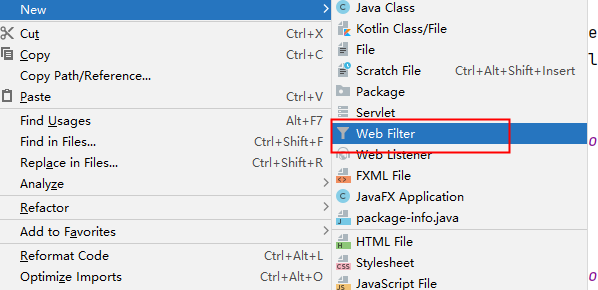 New
Cut Ctrl+X
Copy Ctrl+C
Copy Path/Reference...
Paste Ctrl+V
Find Usages Alt+F7
Find in Files... Ctrl+Shift+F
Replace in Files... Ctrl+Shift+R
Analyze
Refactor
Add to Favorites
Reformat Code Ctrl+Alt+L
Optimize Imports Ctrl+Alt+O
Java Class
Kotlin Class/File
File
Scratch File Ctrl+Alt+Shift+Insert
Package
Servlet
Web Filter
Web Listener
FXML File
JavaFX Application
package-info.java
HTML File
Stylesheet
JavaScript File